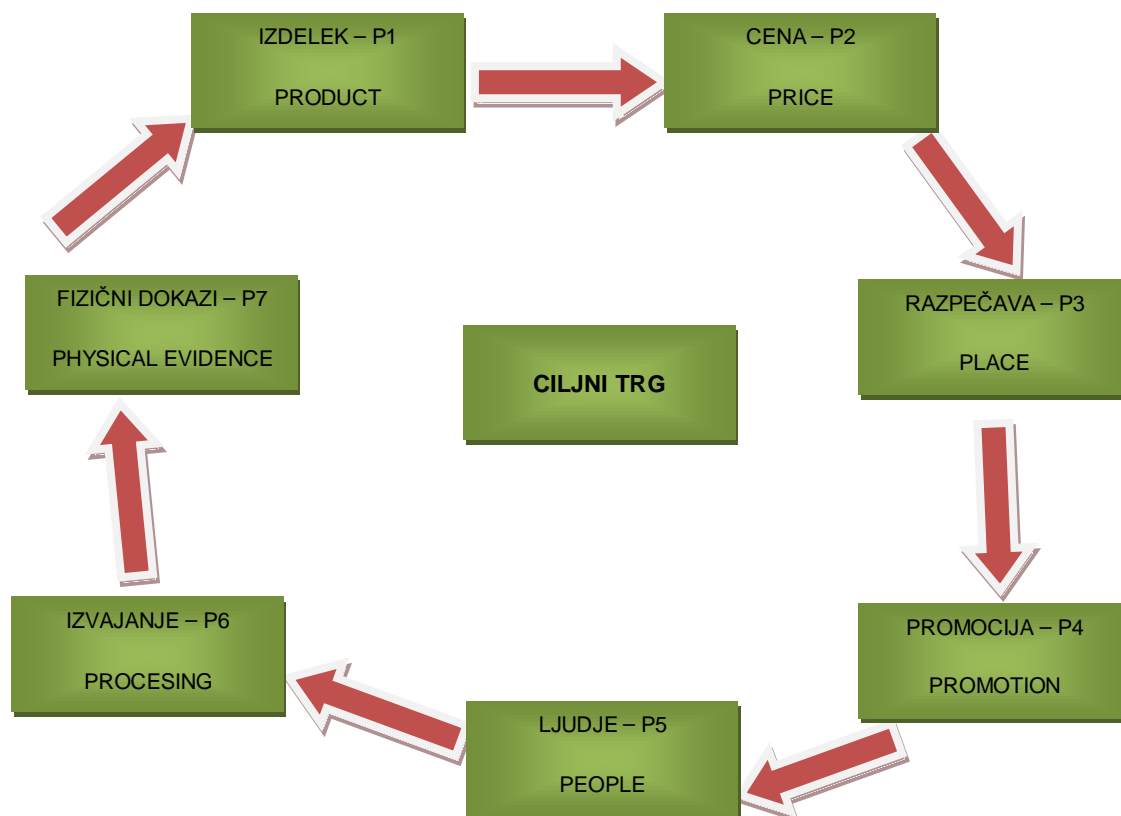 IZDELEK – P1
PRODUCT
CENA – P2
PRICE
RAZPEČAVA – P3
PLACE
PROMOCIJA – P4
PROMOTION
LJUDJE – P5
PEOPLE
IZVAJANJE – P6
PROCESING
FIZIČNI DOKAZI – P7
PHYSICAL EVIDENCE
CILJNI TRG